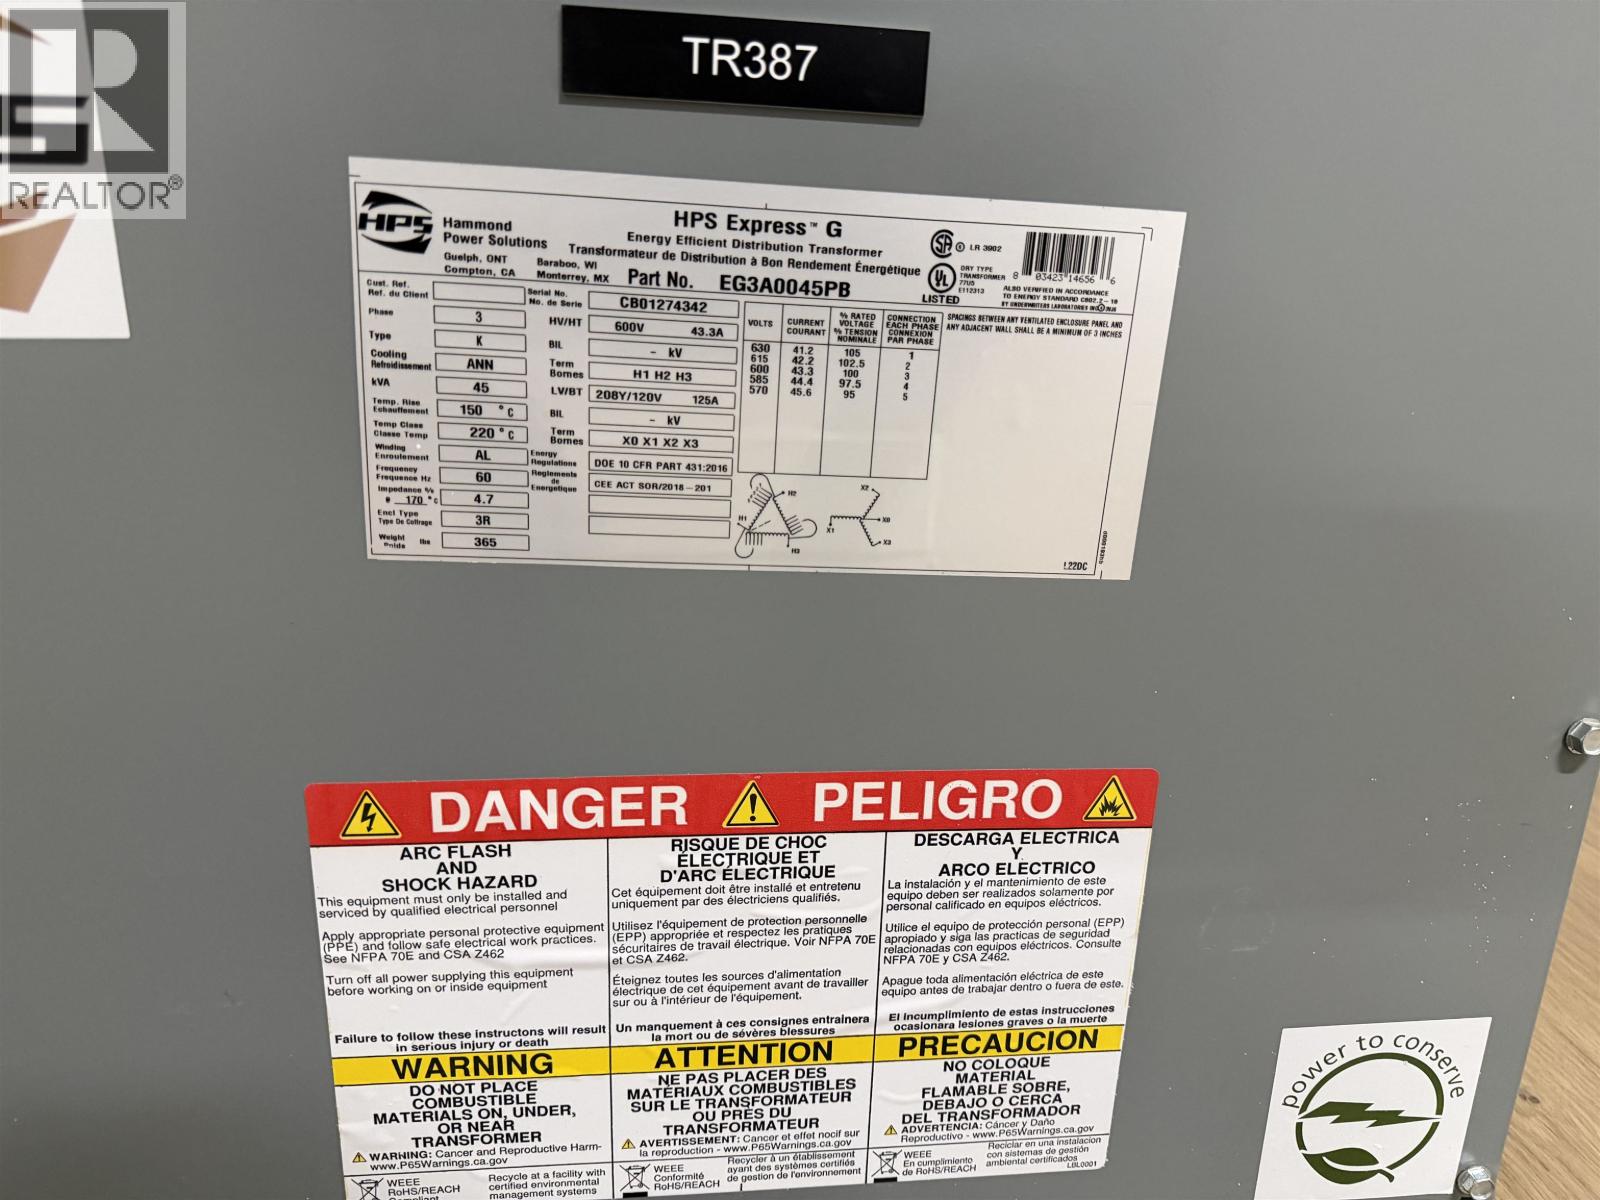 TR387
S
REALTOR®
HPS
Hammond
Power Solutions
Guelph, ONT
Compton, CA
Baraboo, WI
Monterrey, MX
HPS Express™ G
Energy Efficient Distribution Transformer
Transformateur de Distribution à Bon Rendement Énergétique
Part No. EG3A0045PB
LR 3902
UL
LISTED
DRY TYPE
TRANSFORMER
77U5
E112313
8 03423 14656 6
ALSO VERIFIED IN ACCORDANCE
TO ENERGY STANDARD C802.2-18
Cust. Ref.
Ref. du Client
Serial No.
No. de Serie
CB01274342
Phase 3
HV/HT 600V 43.3A
Type K
BIL - kV
Cooling
Refroidissement
ANN
Term
Bornes
H1 H2 H3
kVA 45
LV/BT 208Y/120V 125A
Temp. Rise
Echauffement
150 °C
BIL - kV
Temp Class
Classe Temp
220 °C
Term
Bornes
X0 X1 X2 X3
Winding
Enroulement
AL
Energy
Regulations
Reglements
de
Energetique
DOE 10 CFR PART 431:2016
CEE ACT SOR/2018-201
Frequency
Frequence Hz
60
Impedance %
@ 170 °C
4.7
Encl Type
Type De Coffrage
3R
Weight
Poids lbs
365
VOLTS
CURRENT
COURANT
% RATED
VOLTAGE
% TENSION
NOMINALE
CONNECTION
EACH PHASE
CONNEXION
PAR PHASE
630 41.2 105 1
615 42.2 102.5 2
600 43.3 100 3
585 44.4 97.5 4
570 45.6 95 5
SPACINGS BETWEEN ANY VENTILATED ENCLOSURE PANEL AND
ANY ADJACENT WALL SHALL BE A MINIMUM OF 3 INCHES
H1
H2
H3
X2
X1
X0
X3
L22DC
DANGER PELIGRO
ARC FLASH
AND
SHOCK HAZARD
This equipment must only be installed and
serviced by qualified electrical personnel
Apply appropriate personal protective equipment
(PPE) and follow safe electrical work practices.
See NFPA 70E and CSA Z462
Turn off all power supplying this equipment
before working on or inside equipment
Failure to follow these instructons will result
in serious injury or death
WARNING
DO NOT PLACE
COMBUSTIBLE
MATERIALS ON, UNDER,
OR NEAR
TRANSFORMER
WARNING: Cancer and Reproductive Harm-
www.P65Warnings.ca.gov
WEEE
RoHS/REACH
Compliant
Recycle at a facility with
certified environmental
management systems
RISQUE DE CHOC
ÉLECTRIQUE ET
D'ARC ÉLECTRIQUE
Cet équipement doit être installé et entretenu
uniquement par des électriciens qualifiés.
Utilisez l'équipement de protection personnelle
(EPP) appropriée et respectez les pratiques
sécuritaires de travail électrique. Voir NFPA 70E
et CSA Z462.
Éteignez toutes les sources d'alimentation
électrique de cet équipement avant de travailler
sur ou à l'intérieur de l'équipement.
Un manquement à ces consignes entrainera
la mort ou de sévères blessures
ATTENTION
NE PAS PLACER DES
MATÉRIAUX COMBUSTIBLES
SUR LE TRANSFORMATEUR
OU PRÈS DU
TRANSFORMATEUR
AVERTISSEMENT: Cancer et effet nocif sur
la reproduction - www.P65Warnings.ca.gov
WEEE
Conformité
RoHS/REACH
Recycler à un établissement
ayant des systèmes certifiés
de gestion de l'environnement
DESCARGA ELECTRICA
Y
ARCO ELECTRICO
La instalación y el mantenimiento de este
equipo deben ser realizados solamente por
personal calificado en equipos eléctricos.
Utilice el equipo de protección personal (EPP)
apropiado y siga las practicas de seguridad
relacionadas con equipos eléctricos. Consulte
NFPA 70E y CSA Z462.
Apague toda alimentación eléctrica de este
equipo antes de trabajar dentro o fuera de este.
El incumplimiento de estas instrucciones
ocasionara lesiones graves o la muerte
PRECAUCION
NO COLOQUE
MATERIAL
FLAMABLE SOBRE,
DEBAJO O CERCA
DEL TRANSFORMADOR
ADVERTENCIA: Cáncer y Daño
Reproductivo - www.P65Warnings.ca.gov
WEEE
En cumplimiento
de RoHS/REACH
Reciclar en una instalacion
con sistemas de gestión
ambiental certificados
LBL0001
power to conserve